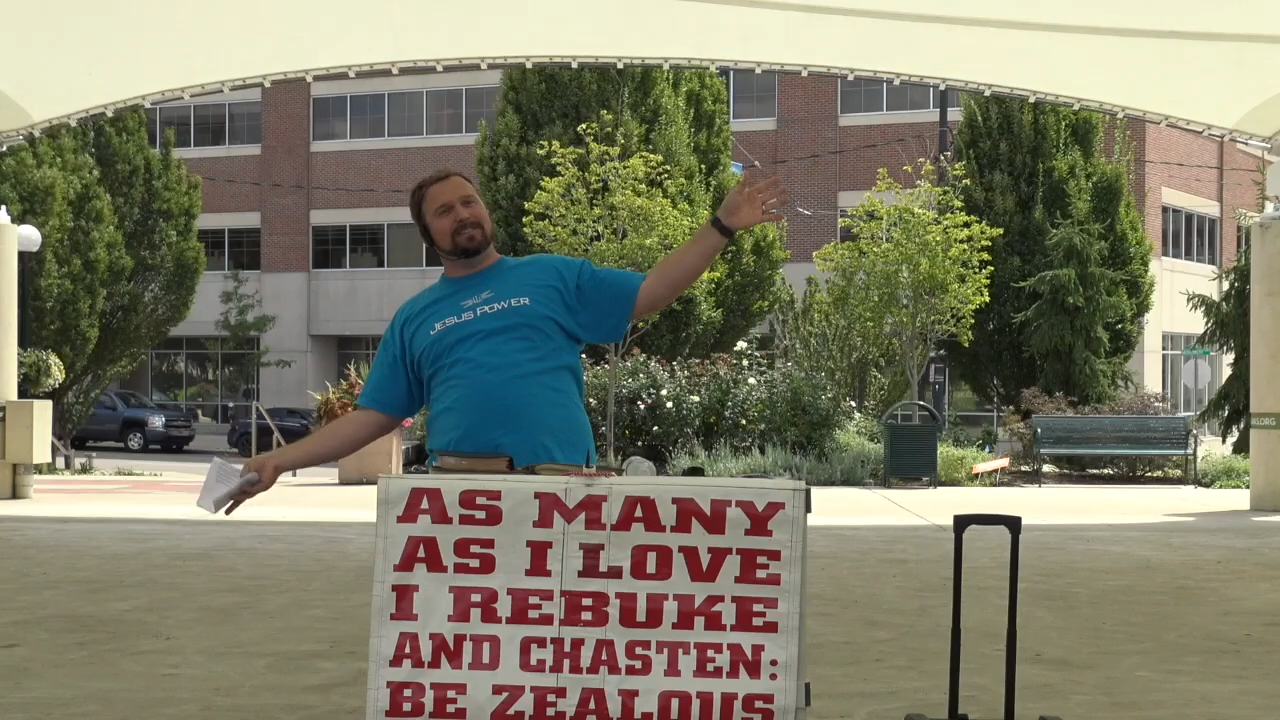 JESUS POWER
AS MANY
AS I LOVE
I REBUKE
AND CHASTEN:
BE ZEALOUS